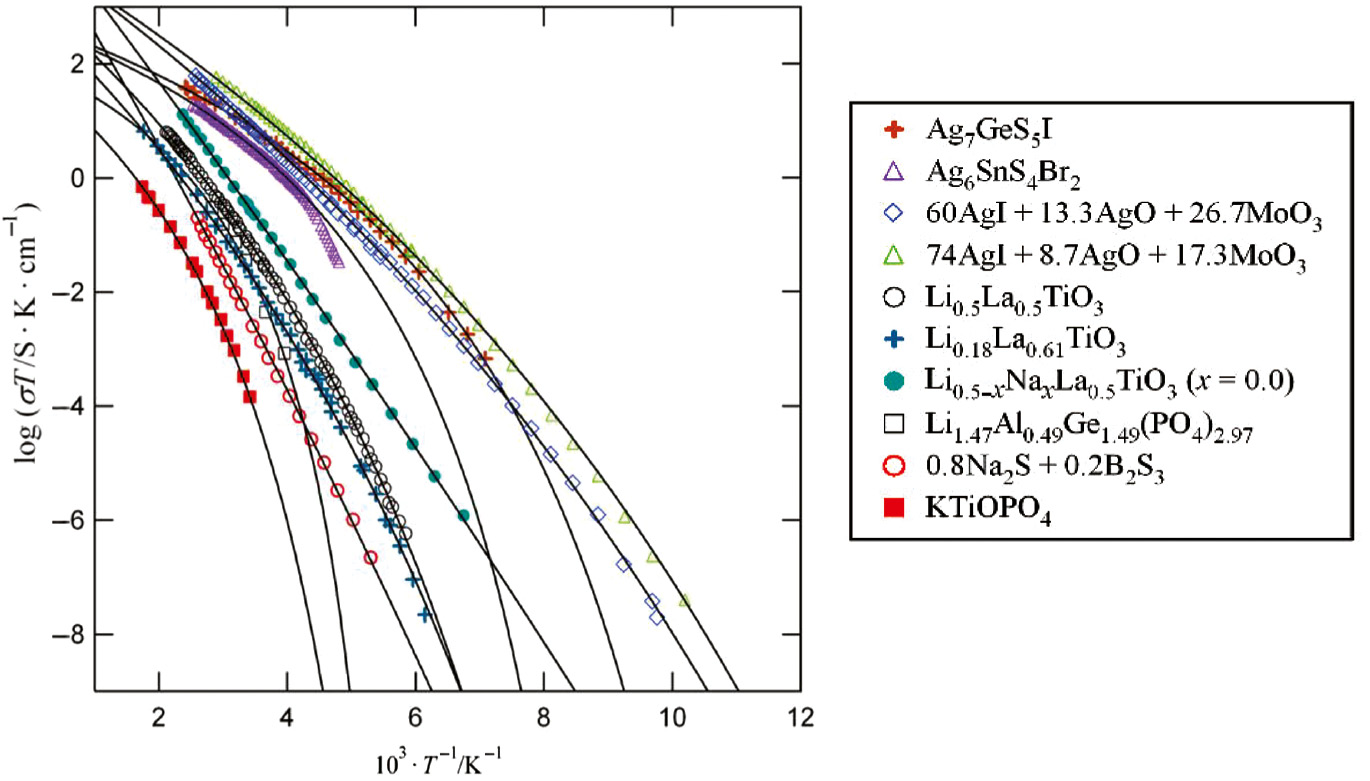 2
0
−2
−4
−6
−8
log (σT/S · K · cm⁻¹)
2 4 6 8 10 12
10³ · T⁻¹/K⁻¹
Ag₇GeS₅I
Ag₆SnS₄Br₂
60AgI + 13.3AgO + 26.7MoO₃
74AgI + 8.7AgO + 17.3MoO₃
Li₀.₅La₀.₅TiO₃
Li₀.₁₈La₀.₆₁TiO₃
Li₀.₅₋ₓNaₓLa₀.₅TiO₃ (x = 0.0)
Li₁.₄₇Al₀.₄₉Ge₁.₄₉(PO₄)₂.₉₇
0.8Na₂S + 0.2B₂S₃
KTiOPO₄